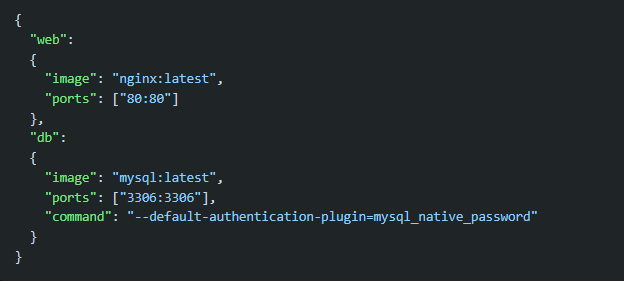 {
  "web":
  {
    "image": "nginx:latest",
    "ports": ["80:80"]
  },
  "db":
  {
    "image": "mysql:latest",
    "ports": ["3306:3306"],
    "command": "--default-authentication-plugin=mysql_native_password"
  }
}